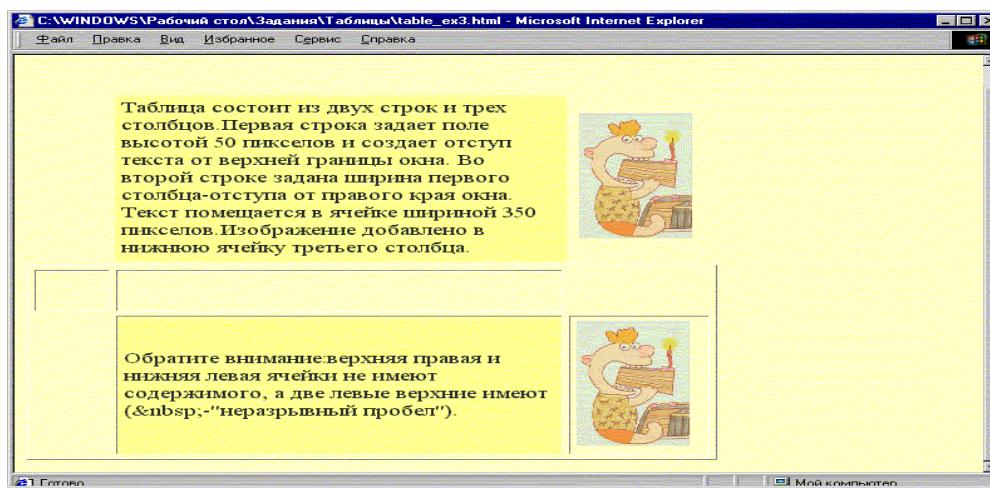 C:\WINDOWS\Рабочий стол\Задания\Таблицы\table_ex3.html - Microsoft Internet Explorer
Файл Правка Вид Избранное Сервис Справка
Таблица состоит из двух строк и трех
столбцов.Первая строка задает поле
высотой 50 пикселов и создает отступ
текста от верхней границы окна. Во
второй строке задана ширина первого
столбца-отступа от правого края окна.
Текст помещается в ячейке шириной 350
пикселов.Изображение добавлено в
нижнюю ячейку третьего столбца.
Обратите внимание:верхняя правая и
нижняя левая ячейки не имеют
содержимого, а две левые верхние имеют
(&nbsp;-"неразрывный пробел").
Готово Мой компьютер